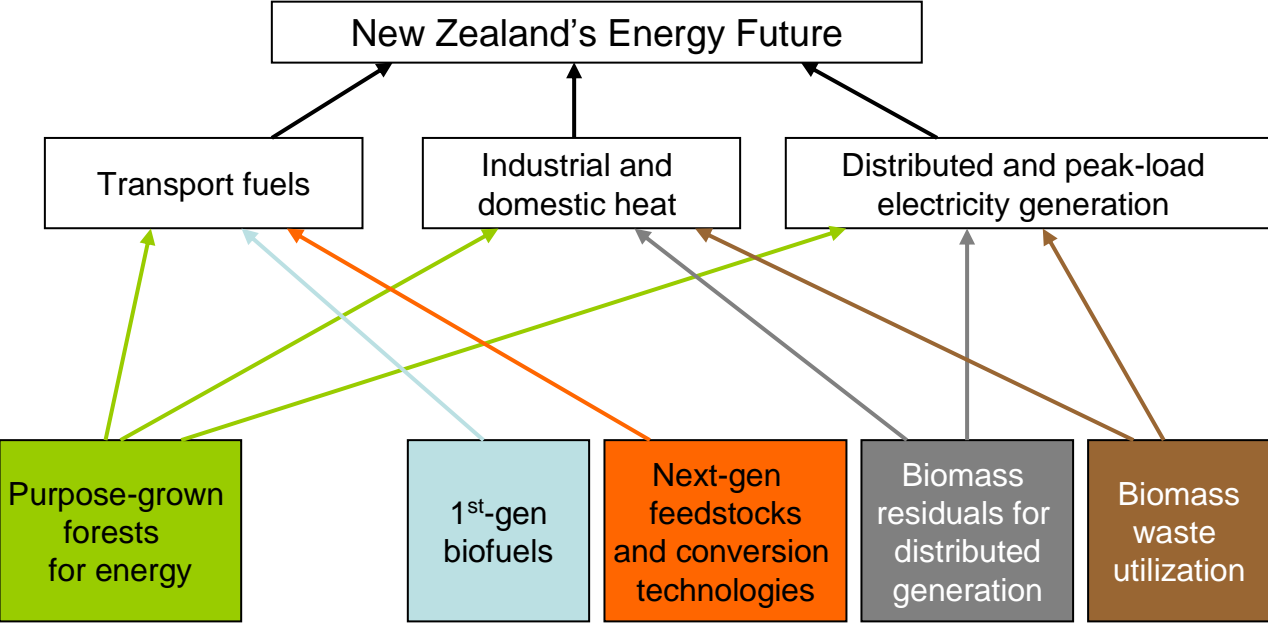 New Zealand’s Energy Future
Transport fuels
Industrial and
domestic heat
Distributed and peak-load
electricity generation
Purpose-grown
forests
for energy
1st-gen
biofuels
Next-gen
feedstocks
and conversion
technologies
Biomass
residuals for
distributed
generation
Biomass
waste
utilization